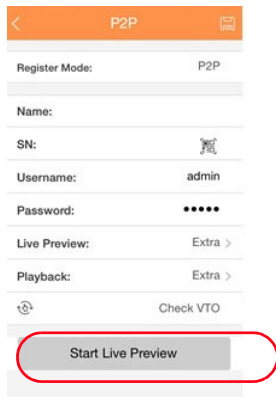 P2P
Register Mode: P2P
Name:
SN:
Username: admin
Password: •••••
Live Preview: Extra >
Playback: Extra >
Check VTO
Start Live Preview